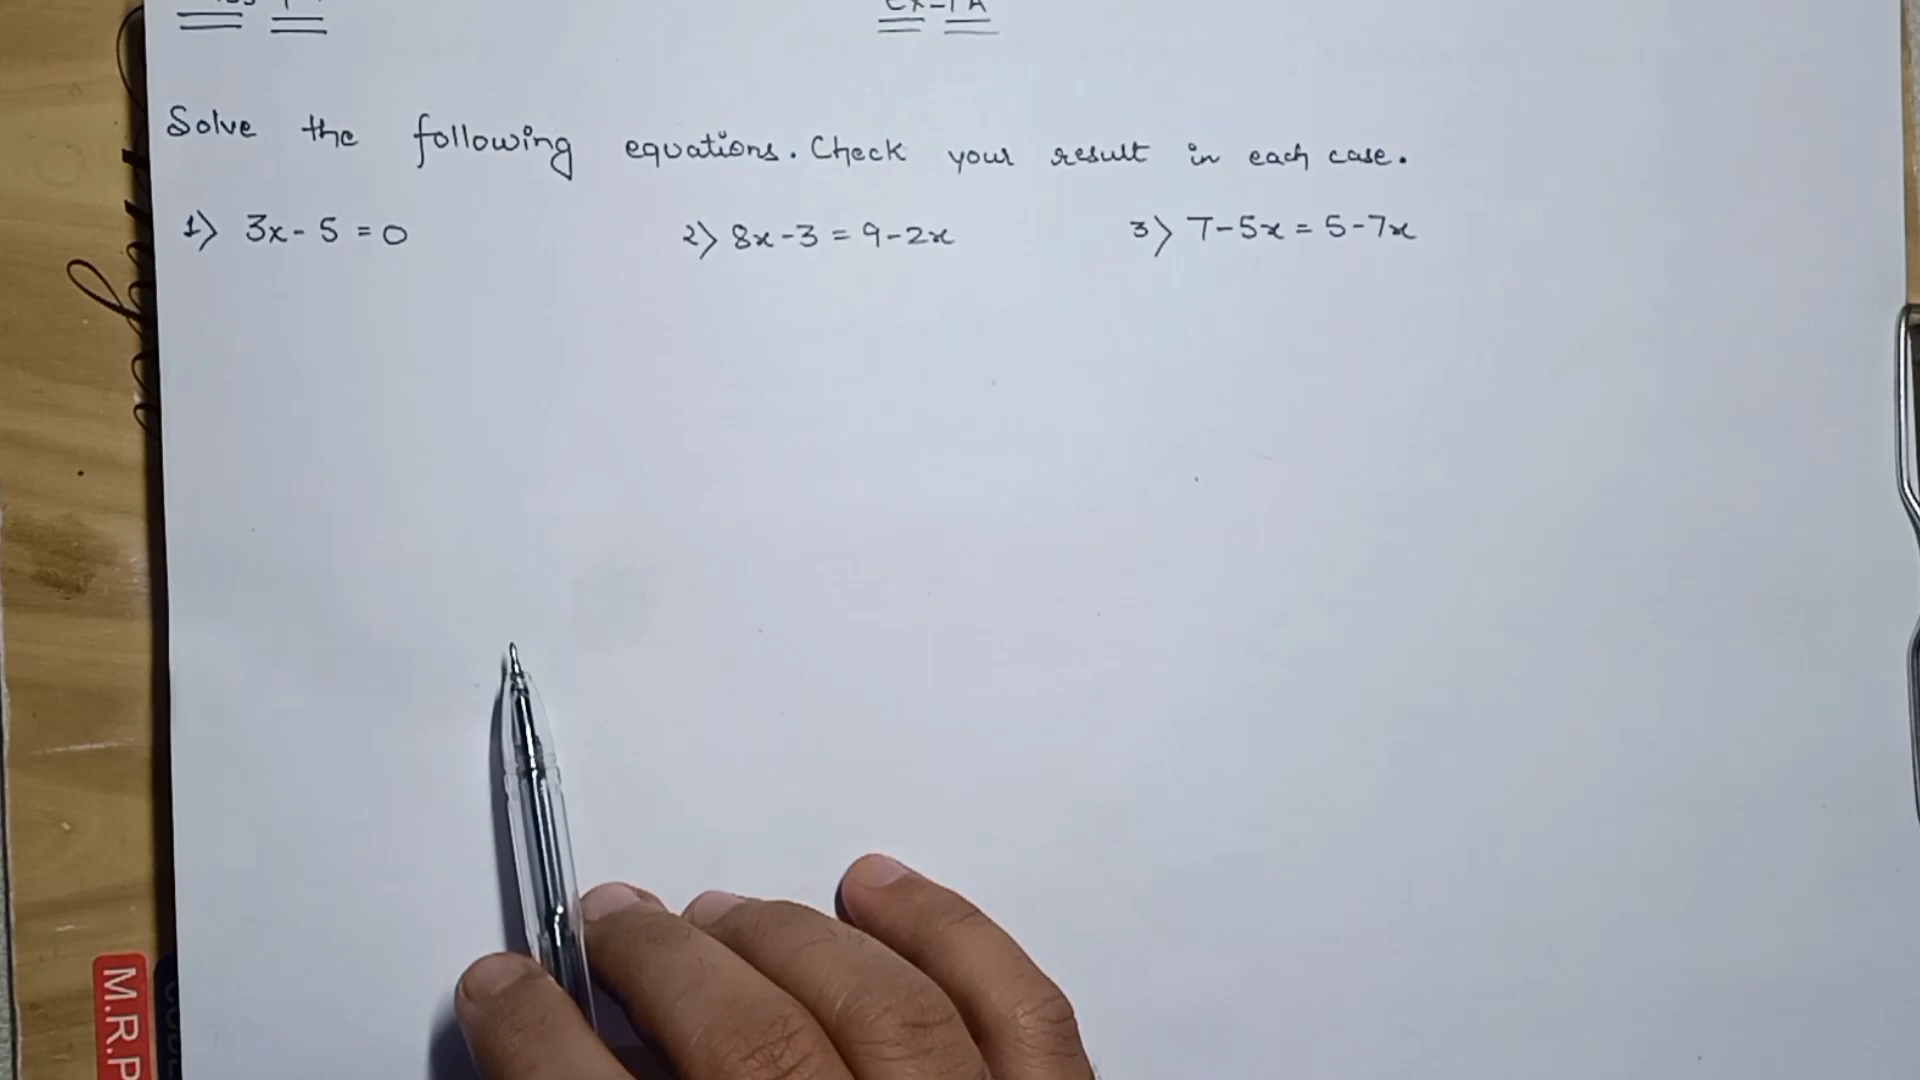 Solve the following equations. Check your result in each case.
1) 3x - 5 = 0 2) 8x - 3 = 9 - 2x 3) 7 - 5x = 5 - 7x
M.R.P